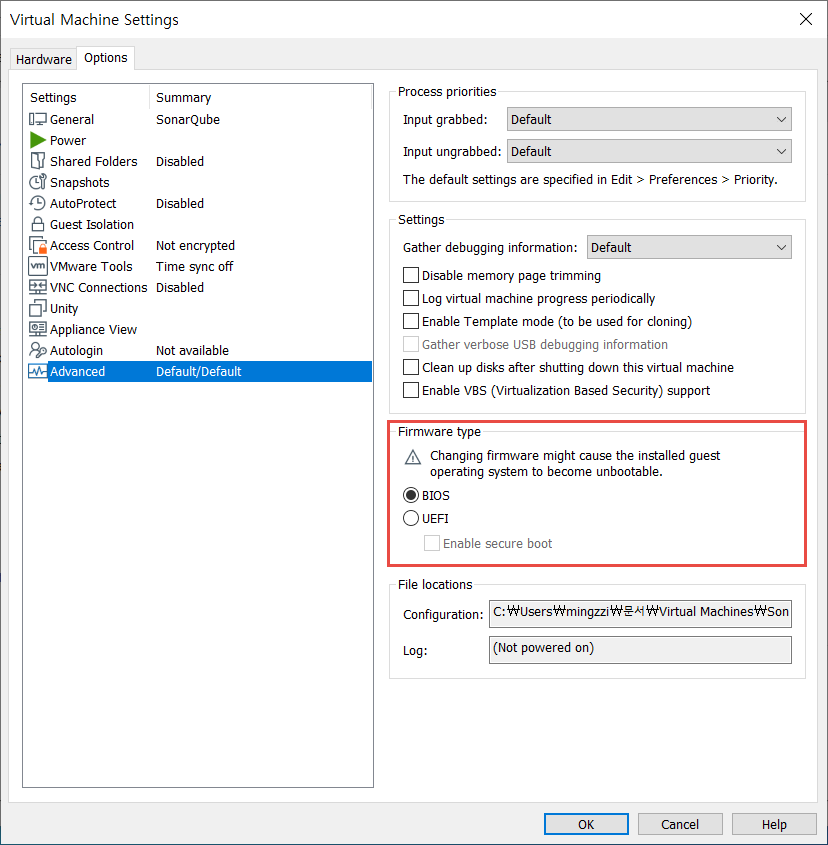 Virtual Machine Settings
Hardware Options
Settings Summary
General SonarQube
Power
Shared Folders Disabled
Snapshots
AutoProtect Disabled
Guest Isolation
Access Control Not encrypted
vm VMware Tools Time sync off
VNC Connections Disabled
Unity
Appliance View
Autologin Not available
Advanced Default/Default
Process priorities
Input grabbed: Default
Input ungrabbed: Default
The default settings are specified in Edit > Preferences > Priority.
Settings
Gather debugging information: Default
Disable memory page trimming
Log virtual machine progress periodically
Enable Template mode (to be used for cloning)
Gather verbose USB debugging information
Clean up disks after shutting down this virtual machine
Enable VBS (Virtualization Based Security) support
Firmware type
Changing firmware might cause the installed guest
operating system to become unbootable.
BIOS
UEFI
Enable secure boot
File locations
Configuration: C:₩Users₩mingzzi₩문서₩Virtual Machines₩Son
Log: (Not powered on)
OK Cancel Help